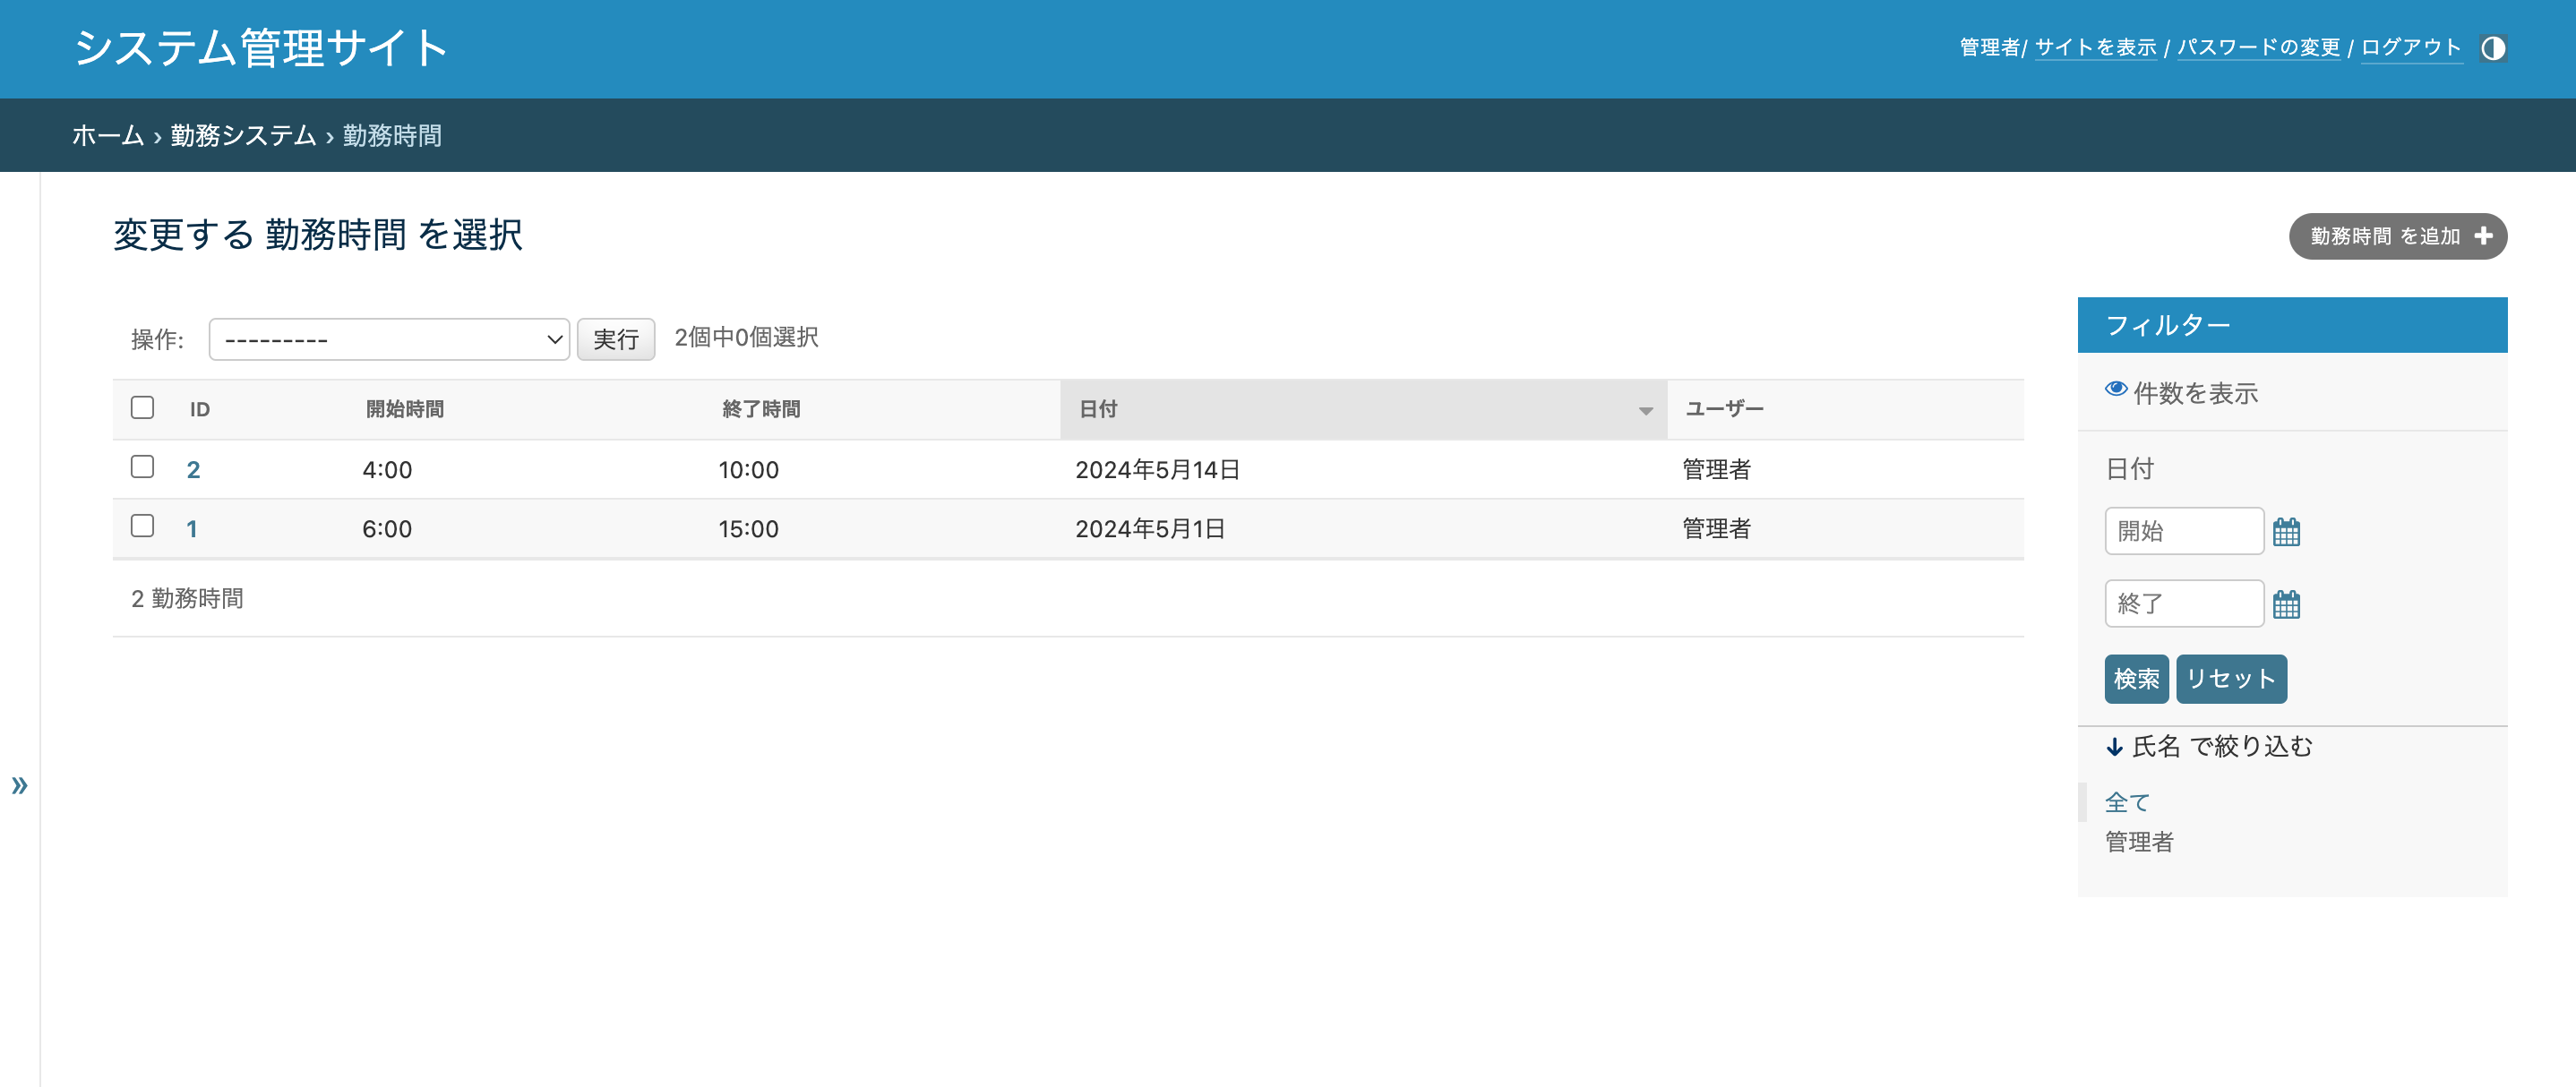 システム管理サイト
管理者/ サイトを表示 / パスワードの変更 / ログアウト
ホーム › 勤務システム › 勤務時間
変更する 勤務時間 を選択
勤務時間 を追加
操作: --------- 実行 2個中0個選択
ID 開始時間 終了時間 日付 ユーザー
2 4:00 10:00 2024年5月14日 管理者
1 6:00 15:00 2024年5月1日 管理者
2 勤務時間
フィルター
件数を表示
日付
開始
終了
検索 リセット
氏名 で絞り込む
全て
管理者
»